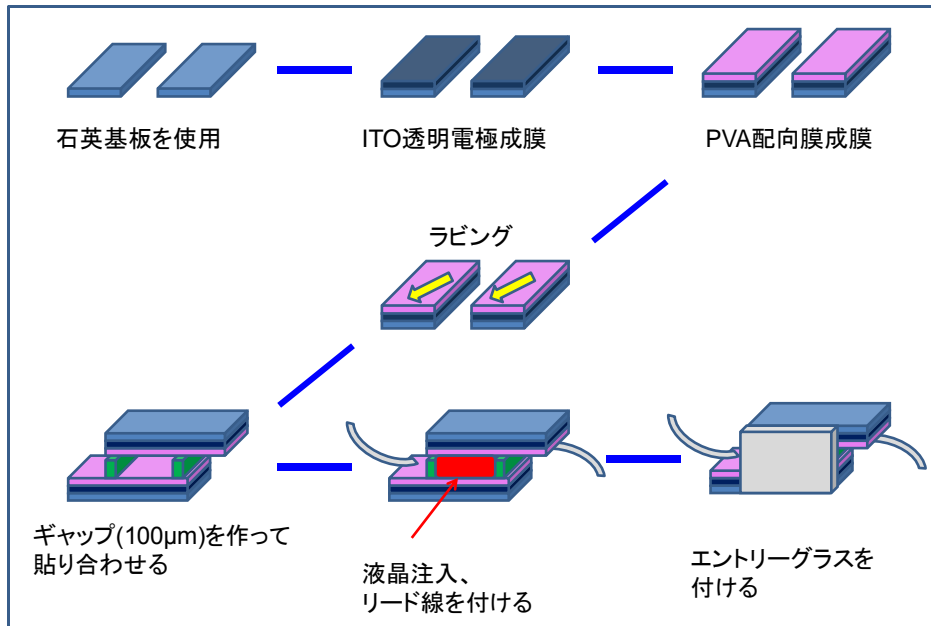 石英基板を使用
ITO透明電極成膜
PVA配向膜成膜
ラビング
ギャップ(100μm)を作って
貼り合わせる
液晶注入、
リード線を付ける
エントリーグラスを
付ける